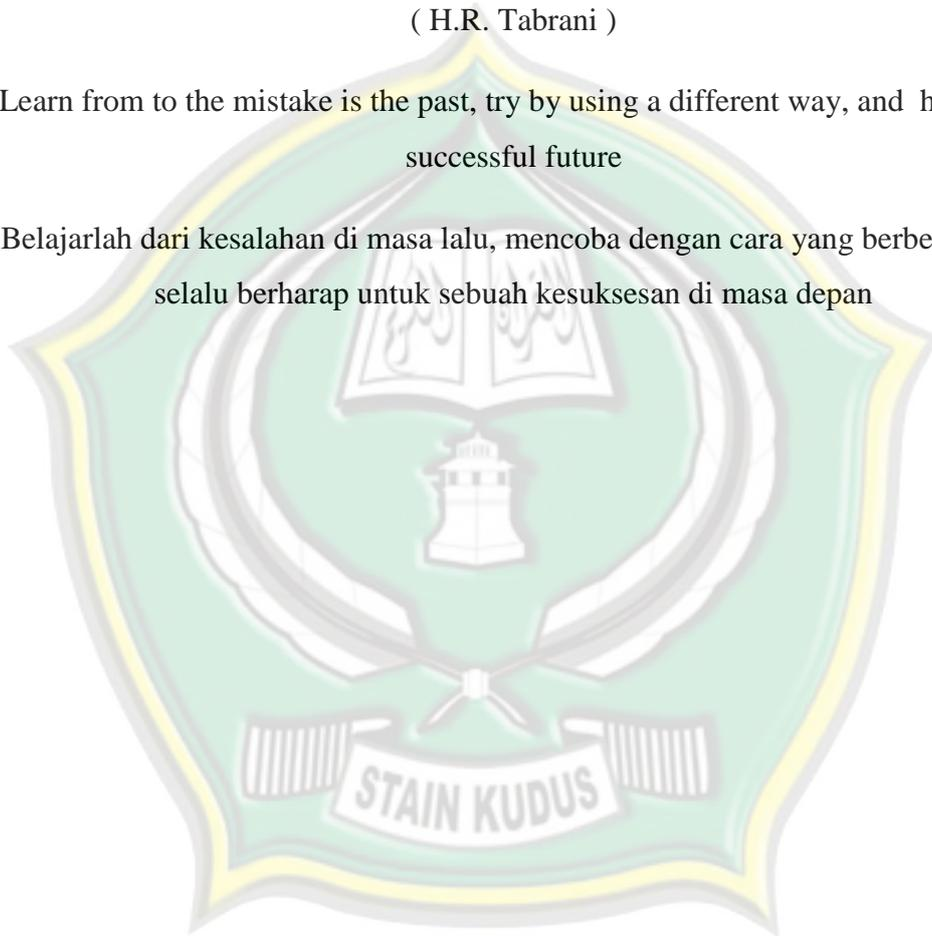 ( H.R. Tabrani )
Learn from to the mistake is the past, try by using a different way, and
successful future
Belajarlah dari kesalahan di masa lalu, mencoba dengan cara yang
selalu berharap untuk sebuah kesuksesan di masa depan
STAIN KUDUS